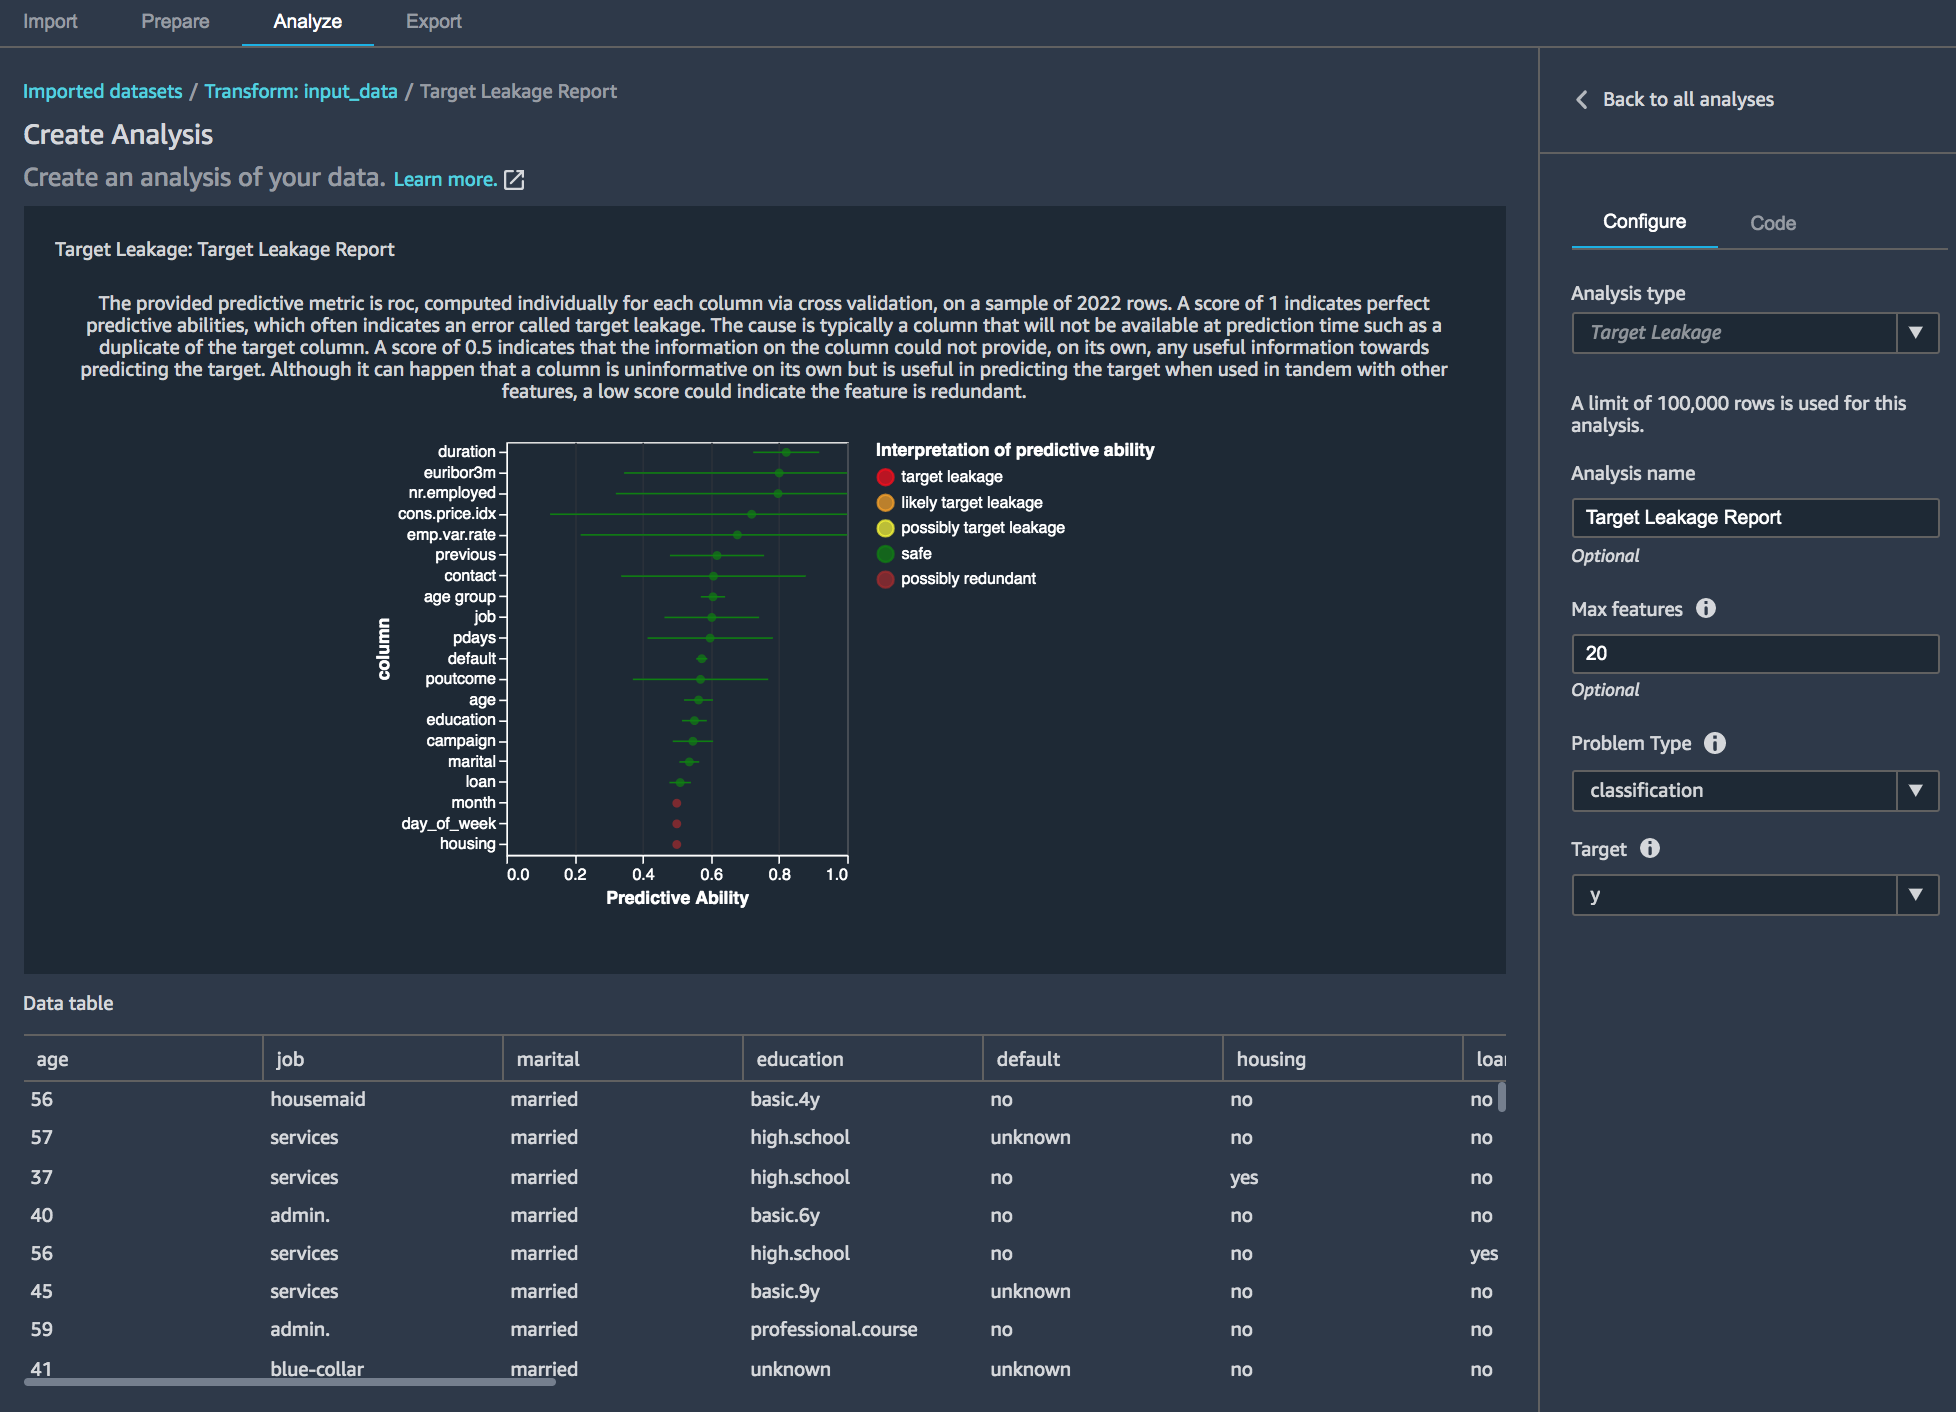 Import Prepare Analyze Export
Imported datasets / Transform: input_data / Target Leakage Report
Create Analysis
Create an analysis of your data. Learn more.
Target Leakage: Target Leakage Report
The provided predictive metric is roc, computed individually for each column via cross validation, on a sample of 2022 rows. A score of 1 indicates perfect
predictive abilities, which often indicates an error called target leakage. The cause is typically a column that will not be available at prediction time such as a
duplicate of the target column. A score of 0.5 indicates that the information on the column could not provide, on its own, any useful information towards
predicting the target. Although it can happen that a column is uninformative on its own but is useful in predicting the target when used in tandem with other
features, a low score could indicate the feature is redundant.
column
duration
euribor3m
nr.employed
cons.price.idx
emp.var.rate
previous
contact
age group
job
pdays
default
poutcome
age
education
campaign
marital
loan
month
day_of_week
housing
0.0 0.2 0.4 0.6 0.8 1.0
Predictive Ability
Interpretation of predictive ability
target leakage
likely target leakage
possibly target leakage
safe
possibly redundant
Data table
age job marital education default housing loan
56 housemaid married basic.4y no no no
57 services married high.school unknown no no
37 services married high.school no yes no
40 admin. married basic.6y no no no
56 services married high.school no no yes
45 services married basic.9y unknown no no
59 admin. married professional.course no no no
41 blue-collar married unknown unknown no no
Back to all analyses
Configure Code
Analysis type
Target Leakage
A limit of 100,000 rows is used for this
analysis.
Analysis name
Target Leakage Report
Optional
Max features
20
Optional
Problem Type
classification
Target
y